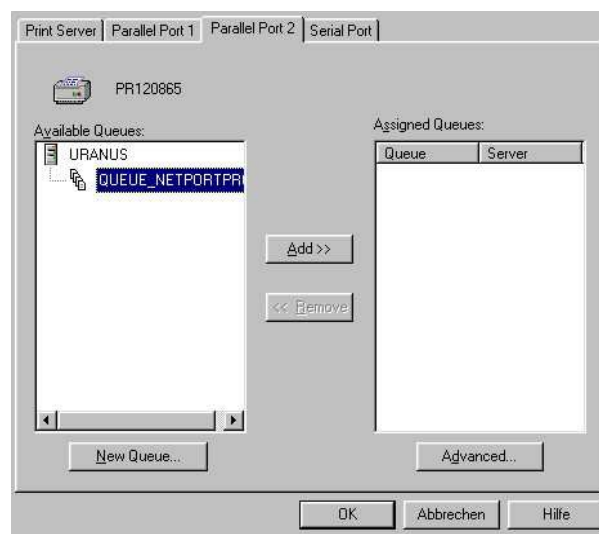 Print Server Parallel Port 1 Parallel Port 2 Serial Port
PR120865
Available Queues:
Assigned Queues:
URANUS
Queue Server
QUEUE_NETPORTPR
Add >>
<< Remove
New Queue...
Advanced...
OK Abbrechen Hilfe